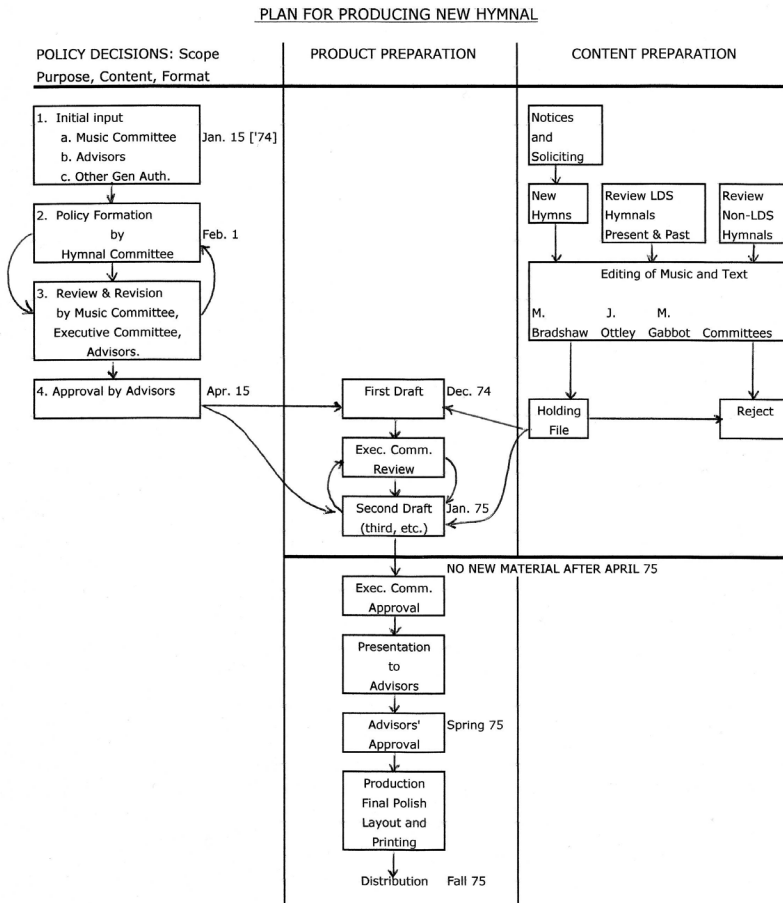 PLAN FOR PRODUCING NEW HYMNAL
POLICY DECISIONS: Scope
Purpose, Content, Format
PRODUCT PREPARATION
CONTENT PREPARATION
1. Initial input
a. Music Committee
b. Advisors
c. Other Gen Auth.
Jan. 15 ['74]
2. Policy Formation
by
Hymnal Committee
Feb. 1
3. Review & Revision
by Music Committee,
Executive Committee,
Advisors.
4. Approval by Advisors
Apr. 15
Notices
and
Soliciting
New
Hymns
Review LDS
Hymnals
Present & Past
Review
Non-LDS
Hymnals
Editing of Music and Text
M. J. M.
Bradshaw Ottley Gabbot Committees
Holding
File
Reject
First Draft
Dec. 74
Exec. Comm.
Review
Second Draft
(third, etc.)
Jan. 75
NO NEW MATERIAL AFTER APRIL 75
Exec. Comm.
Approval
Presentation
to
Advisors
Advisors'
Approval
Spring 75
Production
Final Polish
Layout and
Printing
Distribution Fall 75